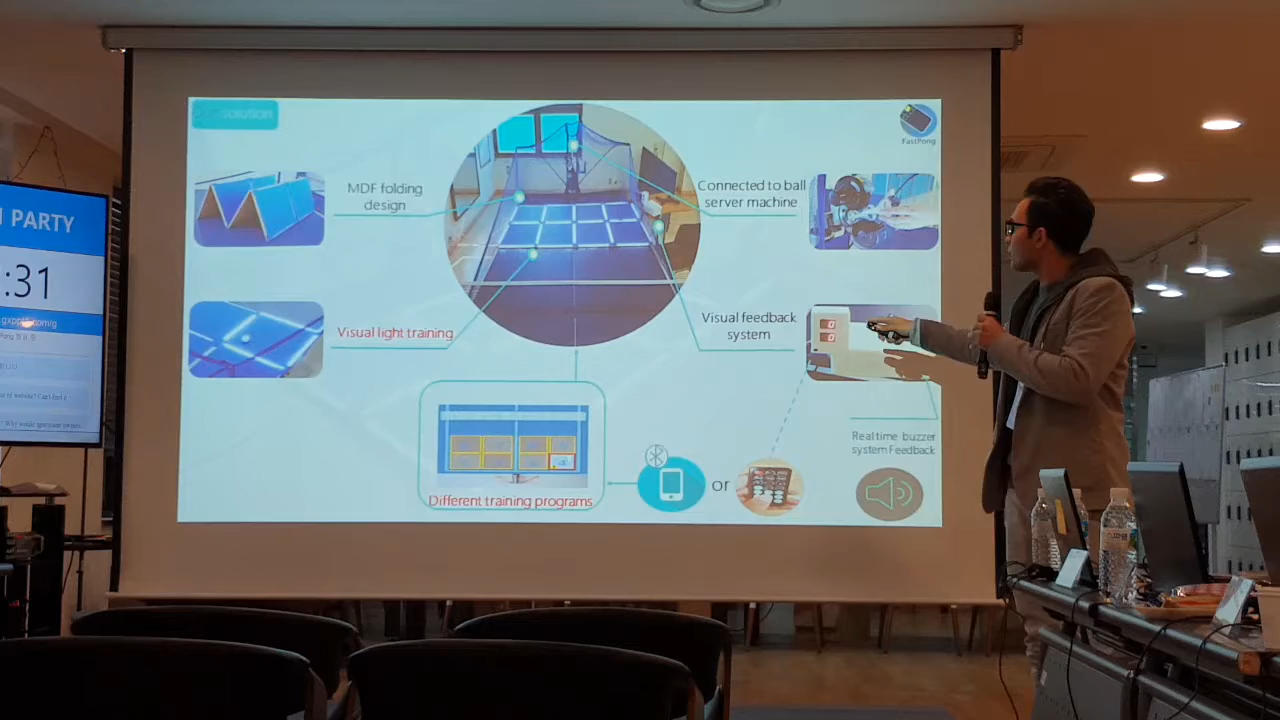 PARTY
:31
solution
FastPong
MDF folding
design
Connected to ball
server machine
Visual light training
Visual feedback
system
Different training programs
or
Realtime buzzer
system Feedback